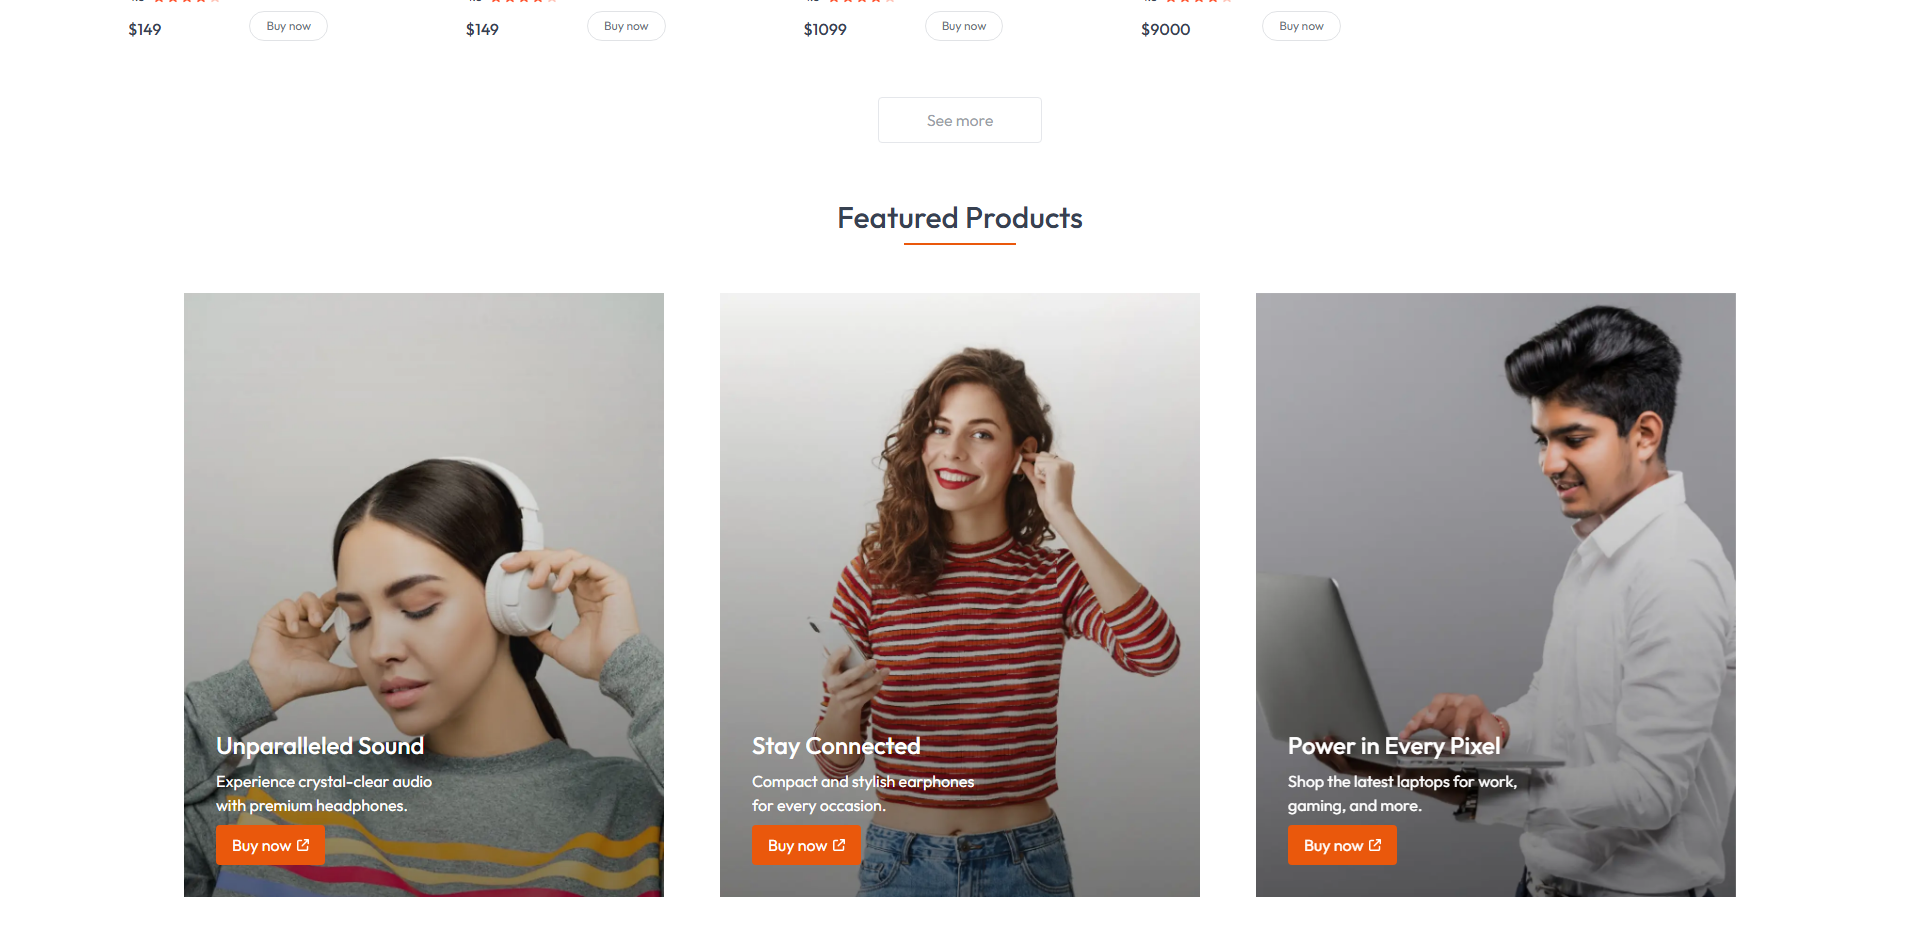 $149 Buy now $149 Buy now $1099 Buy now $9000 Buy now
See more
Featured Products
Unparalleled Sound
Experience crystal-clear audio
with premium headphones.
Buy now
Stay Connected
Compact and stylish earphones
for every occasion.
Buy now
Power in Every Pixel
Shop the latest laptops for work,
gaming, and more.
Buy now